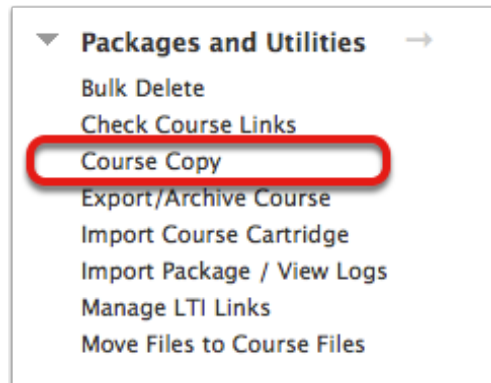 Packages and Utilities
Bulk Delete
Check Course Links
Course Copy
Export/Archive Course
Import Course Cartridge
Import Package / View Logs
Manage LTI Links
Move Files to Course Files